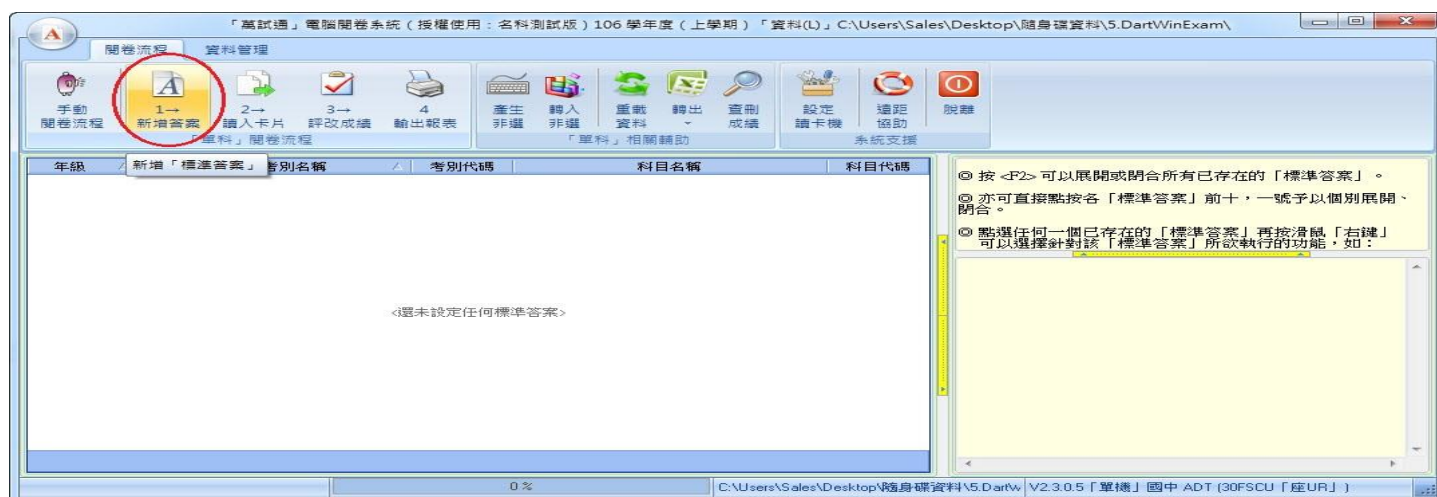 「萬試通」電腦閱卷系統（授權使用：名科測試版）106 學年度（上學期）「資料(L)」C:\Users\Sales\Desktop\隨身碟資料\5.DartWinExam\
閱卷流程 資料管理
手動 閱卷流程
1→ 新增答案
2→ 讀入卡片
3→ 評改成績
4 輸出報表
產生 非選
轉入 非選
重載 資料
轉出
查刪 成績
設定 讀卡機
遠距 協助
脫離
「單科」閱卷流程 「單科」相關輔助 系統支援
新增「標準答案」
年級 考別名稱 考別代碼 科目名稱 科目代碼
<還未設定任何標準答案>
◎ 按 <F2> 可以展開或閉合所有已存在的「標準答案」。
◎ 亦可直接點按各「標準答案」前十，一號予以個別展開、
閉合。
◎ 點選任何一個已存在的「標準答案」再按滑鼠「右鍵」
可以選擇針對該「標準答案」所欲執行的功能，如：
0 % C:\Users\Sales\Desktop\隨身碟資料\5.DartW V2.3.0.5「單機」國中 ADT (30FSCU「座UR」)